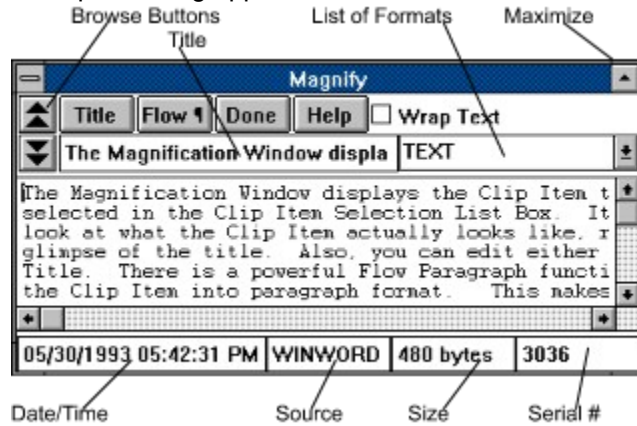 Browse Buttons List of Formats Maximize
Title
Magnify
Title Flow ¶ Done Help Wrap Text
The Magnification Window displa TEXT
The Magnification Window displays the Clip Item t
selected in the Clip Item Selection List Box. It
look at what the Clip Item actually looks like, r
glimpse of the title. Also, you can edit either
Title. There is a powerful Flow Paragraph functi
the Clip Item into paragraph format. This makes
05/30/1993 05:42:31 PM WINWORD 480 bytes 3036
Date/Time Source Size Serial #